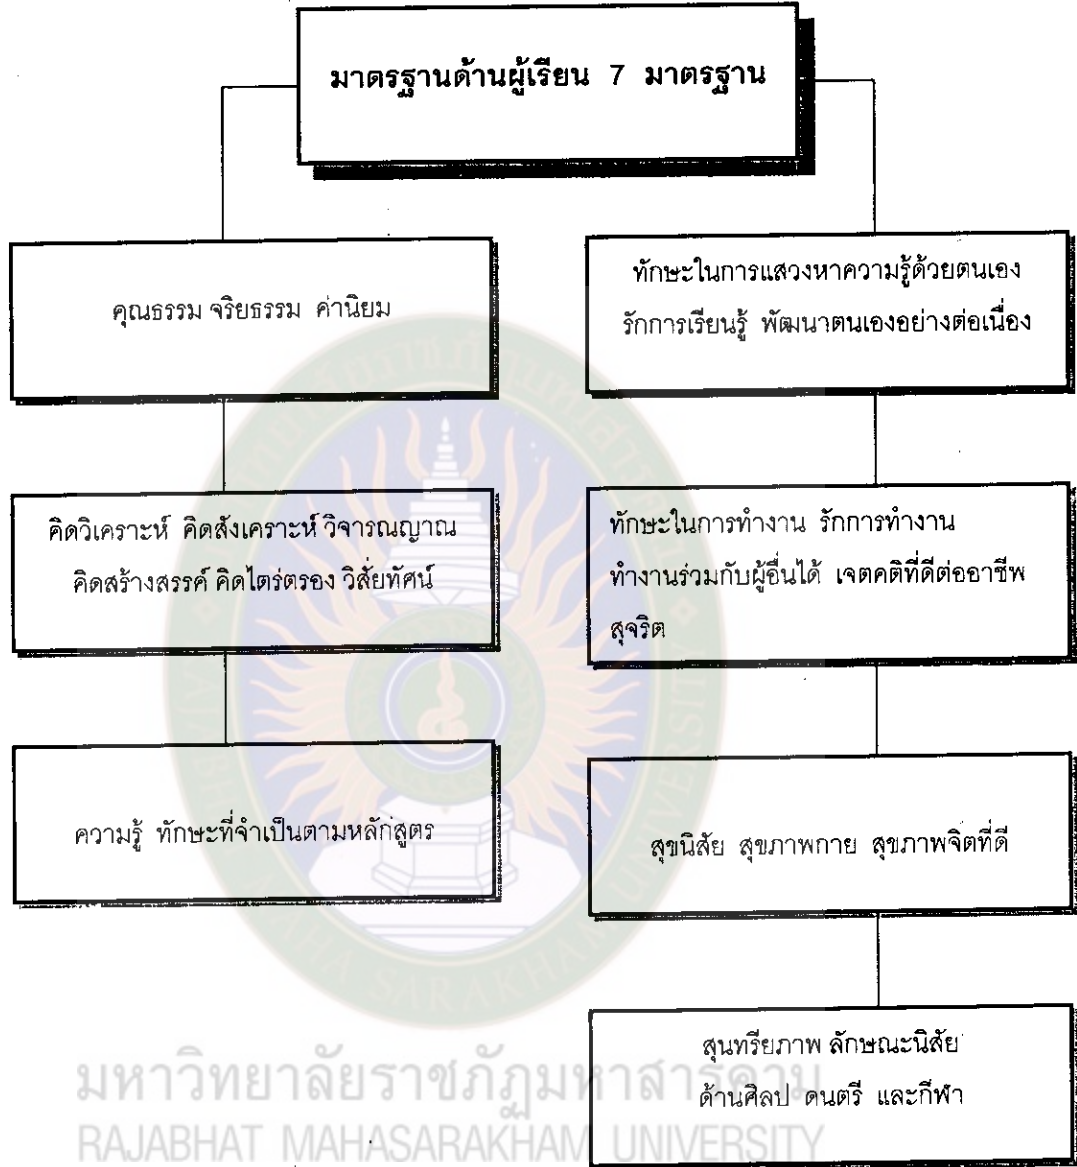 มาตรฐานด้านผู้เรียน 7 มาตรฐาน
คุณธรรม จริยธรรม ค่านิยม
คิดวิเคราะห์ คิดสังเคราะห์ วิจารณญาณ
คิดสร้างสรรค์ คิดไตร่ตรอง วิสัยทัศน์
ความรู้ ทักษะที่จำเป็นตามหลักสูตร
ทักษะในการแสวงหาความรู้ด้วยตนเอง
รักการเรียนรู้ พัฒนาตนเองอย่างต่อเนื่อง
ทักษะในการทำงาน รักการทำงาน
ทำงานร่วมกับผู้อื่นได้ เจตคติที่ดีต่ออาชีพ
สุจริต
สุขนิสัย สุขภาพกาย สุขภาพจิตที่ดี
สุนทรียภาพ ลักษณะนิสัย
ด้านศิลป ดนตรี และกีฬา
มหาวิทยาลัยราชภัฏมหาสารคาม
RAJABHAT MAHASARAKHAM UNIVERSITY